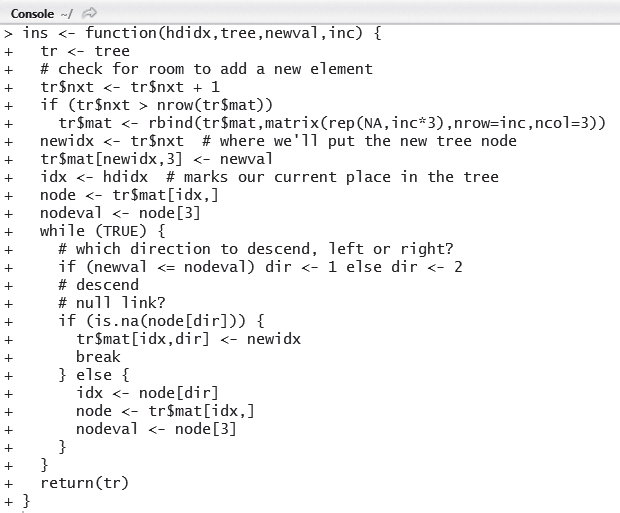 Console ~/
> ins <- function(hdidx,tree,newval,inc) {
+   tr <- tree
+   # check for room to add a new element
+   tr$nxt <- tr$nxt + 1
+   if (tr$nxt > nrow(tr$mat))
+     tr$mat <- rbind(tr$mat,matrix(rep(NA,inc*3),nrow=inc,ncol=3))
+   newidx <- tr$nxt  # where we'll put the new tree node
+   tr$mat[newidx,3] <- newval
+   idx <- hdidx  # marks our current place in the tree
+   node <- tr$mat[idx,]
+   nodeval <- node[3]
+   while (TRUE) {
+     # which direction to descend, left or right?
+     if (newval <= nodeval) dir <- 1 else dir <- 2
+     # descend
+     # null link?
+     if (is.na(node[dir])) {
+       tr$mat[idx,dir] <- newidx
+       break
+     } else {
+       idx <- node[dir]
+       node <- tr$mat[idx,]
+       nodeval <- node[3]
+     }
+   }
+   return(tr)
+ }